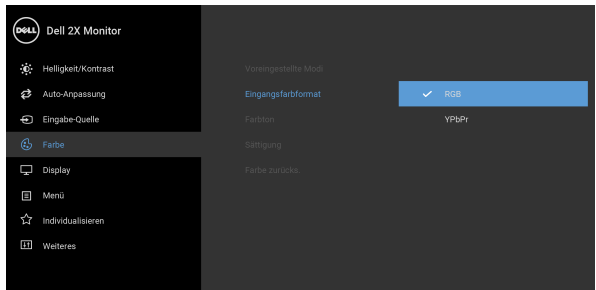 DELL
Dell 2X Monitor
Helligkeit/Kontrast
Auto-Anpassung
Eingabe-Quelle
Farbe
Display
Menü
Individualisieren
Weiteres
Voreingestellte Modi
Eingangsfarbformat
Farbton
Sättigung
Farbe zurücks.
RGB
YPbPr